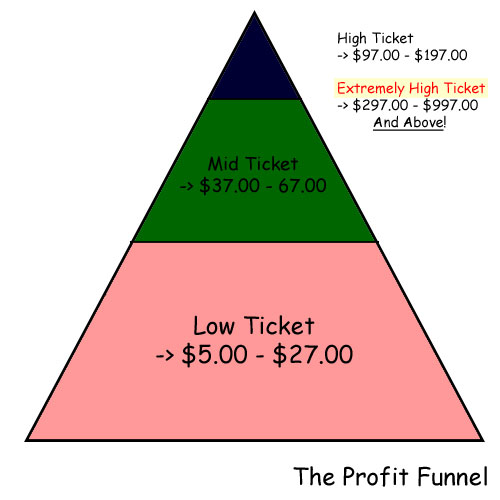 High Ticket
-> $97.00 - $197.00
Extremely High Ticket
-> $297.00 - $997.00
And Above!
Mid Ticket
-> $37.00 - 67.00
Low Ticket
-> $5.00 - $27.00
The Profit Funnel